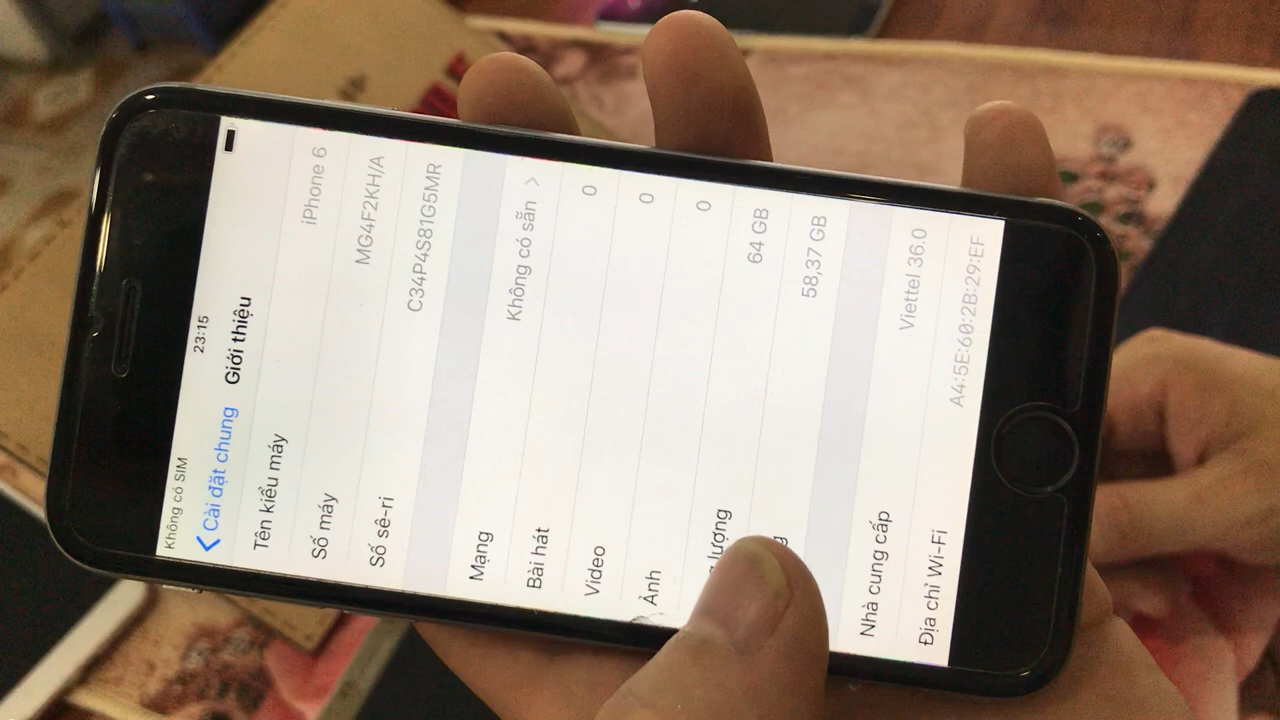 Không có SIM 23:15
Cài đặt chung Giới thiệu
Tên kiểu máy iPhone 6
Số máy MG4F2KH/A
Số sê-ri C34P4S81G5MR
Mạng Không có sẵn
Bài hát 0
Video 0
Ảnh 0
lượng 64 GB
g 58,37 GB
Nhà cung cấp Viettel 36.0
Địa chỉ Wi-Fi A4:5E:60:2B:29:EF